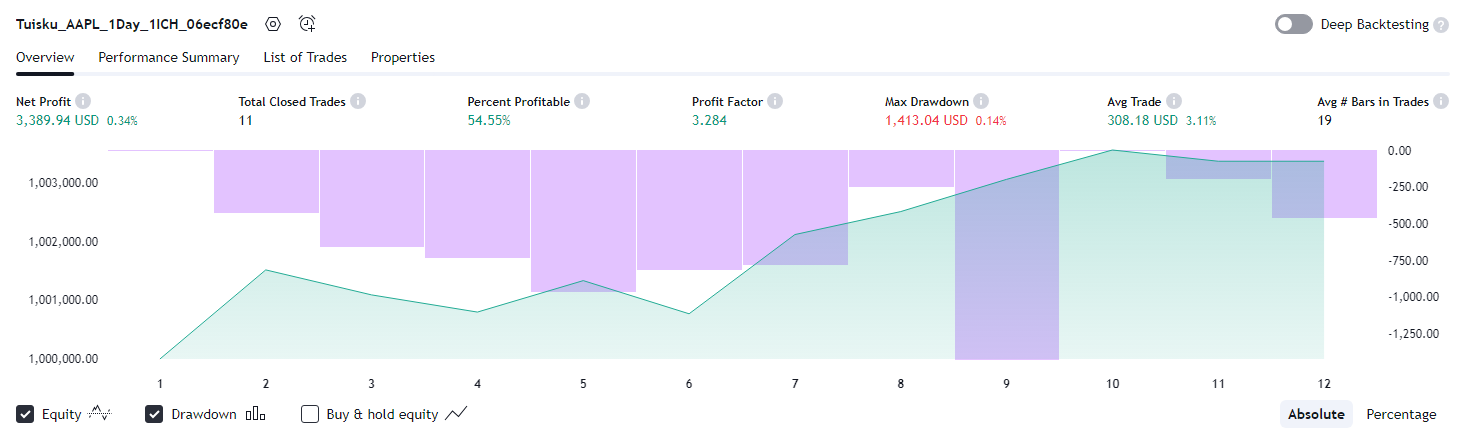 Tuisku_AAPL_1Day_1ICH_06ecf80e Deep Backtesting ?
Overview Performance Summary List of Trades Properties
Net Profit i Total Closed Trades i Percent Profitable i Profit Factor i Max Drawdown i Avg Trade i Avg # Bars in Trades i
3,389.94 USD 0.34% 11 54.55% 3.284 1,413.04 USD 0.14% 308.18 USD 3.11% 19
0.00
1,003,000.00 -250.00
-500.00
1,002,000.00
-750.00
1,001,000.00 -1,000.00
-1,250.00
1,000,000.00
1 2 3 4 5 6 7 8 9 10 11 12
Equity Drawdown Buy & hold equity Absolute Percentage